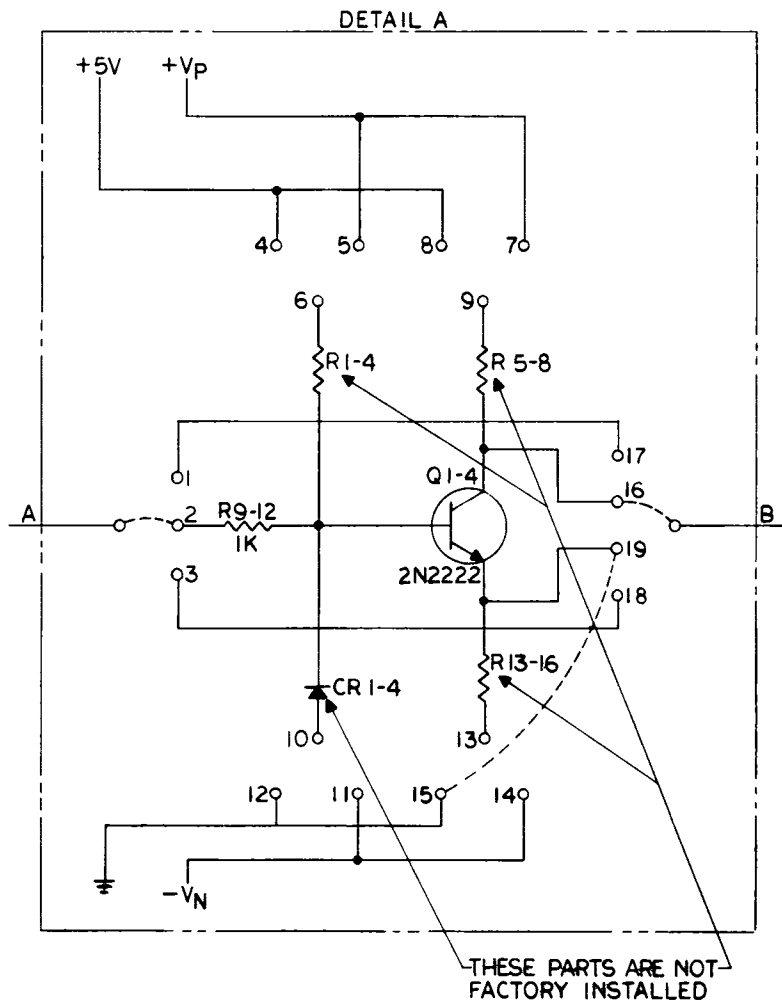 DETAIL A
+5V
+VP
4
5
8
7
6
9
R1-4
R 5-8
1
17
Q1-4
16
A
R9-12
2
B
1K
19
3
2N2222
18
R13-16
CR 1-4
10
13
12
11
15
14
-VN
THESE PARTS ARE NOT
FACTORY INSTALLED